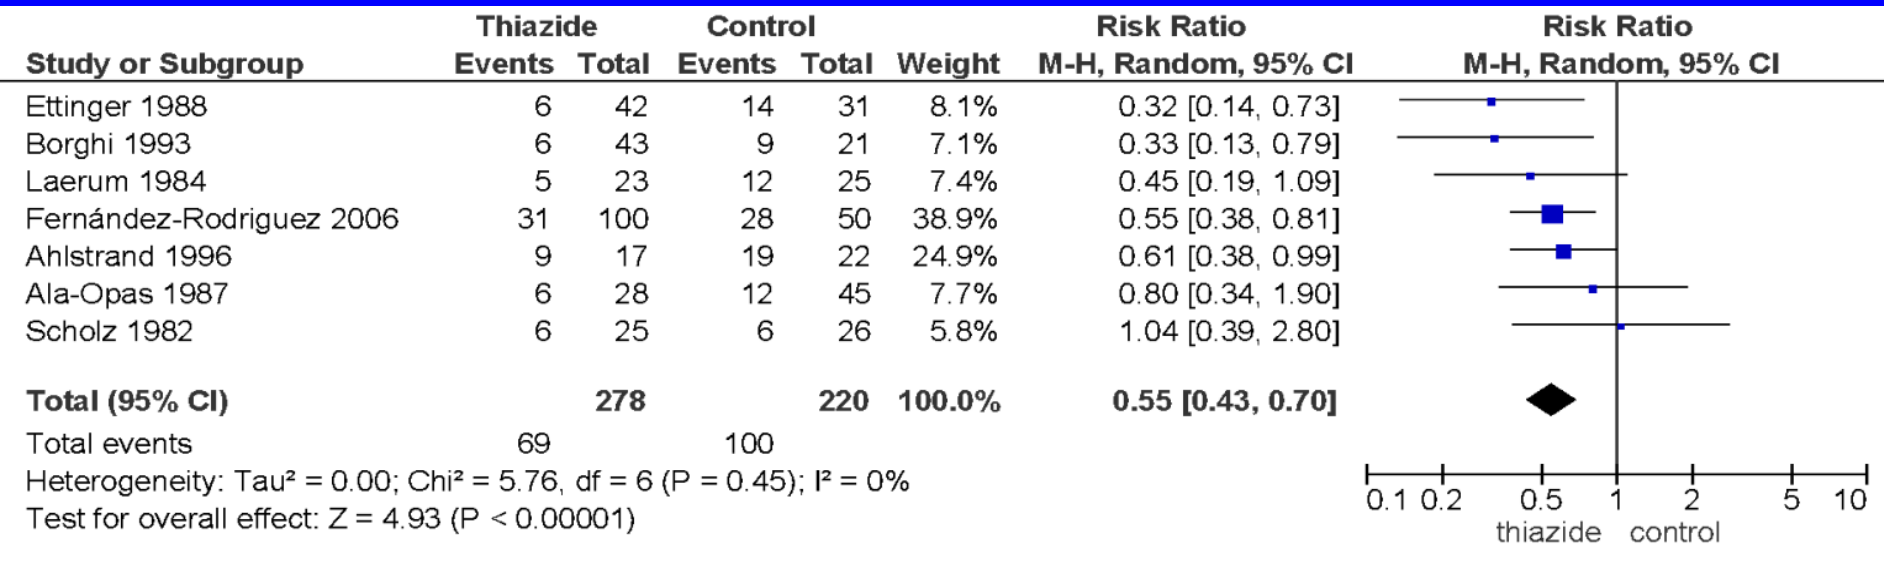 Thiazide Control Risk Ratio Risk Ratio
Study or Subgroup Events Total Events Total Weight M-H, Random, 95% CI M-H, Random, 95% CI
Ettinger 1988 6 42 14 31 8.1% 0.32 [0.14, 0.73]
Borghi 1993 6 43 9 21 7.1% 0.33 [0.13, 0.79]
Laerum 1984 5 23 12 25 7.4% 0.45 [0.19, 1.09]
Fernández-Rodriguez 2006 31 100 28 50 38.9% 0.55 [0.38, 0.81]
Ahlstrand 1996 9 17 19 22 24.9% 0.61 [0.38, 0.99]
Ala-Opas 1987 6 28 12 45 7.7% 0.80 [0.34, 1.90]
Scholz 1982 6 25 6 26 5.8% 1.04 [0.39, 2.80]
Total (95% CI) 278 220 100.0% 0.55 [0.43, 0.70]
Total events 69 100
Heterogeneity: Tau² = 0.00; Chi² = 5.76, df = 6 (P = 0.45); I² = 0%
Test for overall effect: Z = 4.93 (P < 0.00001)
0.1 0.2 0.5 1 2 5 10
thiazide control